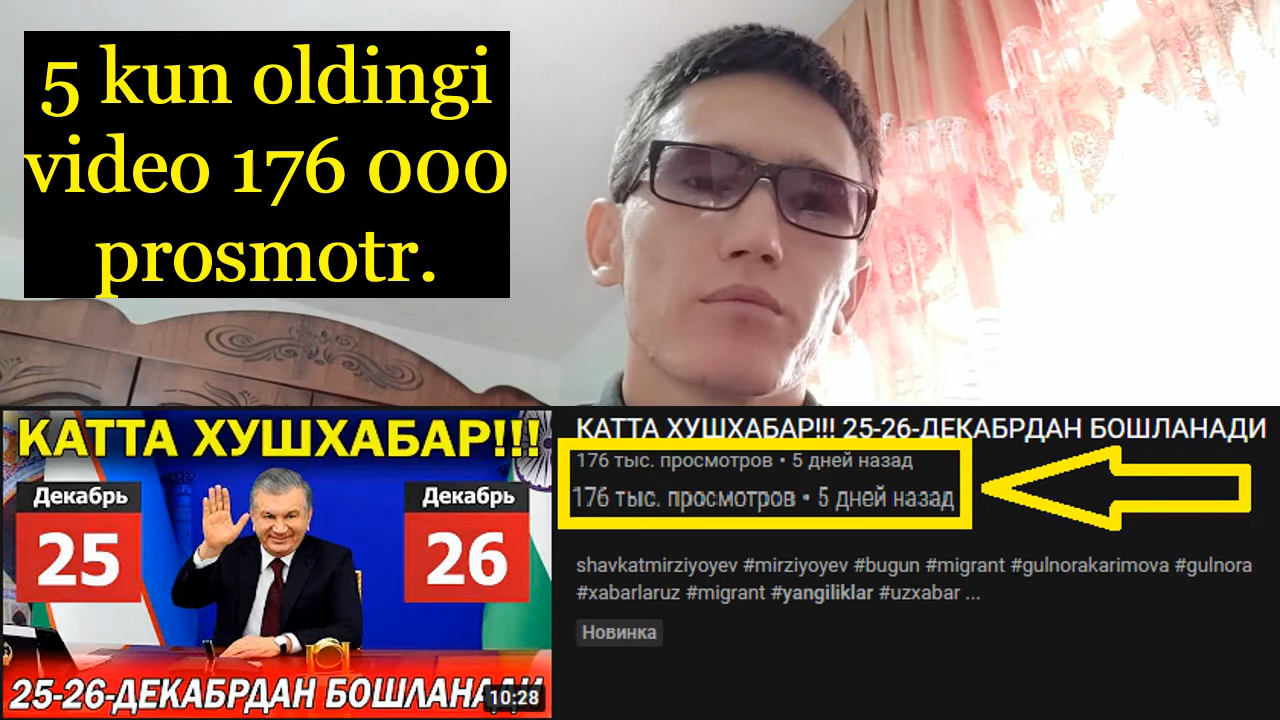 5 kun oldingi
video 176 000
prosmotr.
КАТТА ХУШХАБАР!!!
Декабрь
25
Декабрь
26
25-26-ДЕКАБРДАН БОШЛАНАДИ
10:28
КАТТА ХУШХАБАР!!! 25-26-ДЕКАБРДАН БОШЛАНАДИ
176 тыс. просмотров • 5 дней назад
176 тыс. просмотров • 5 дней назад
shavkatmirziyoyev #mirziyoyev #bugun #migrant #gulnorakarimova #gulnora
#xabarlaruz #migrant #yangiliklar #uzxabar ...
Новинка